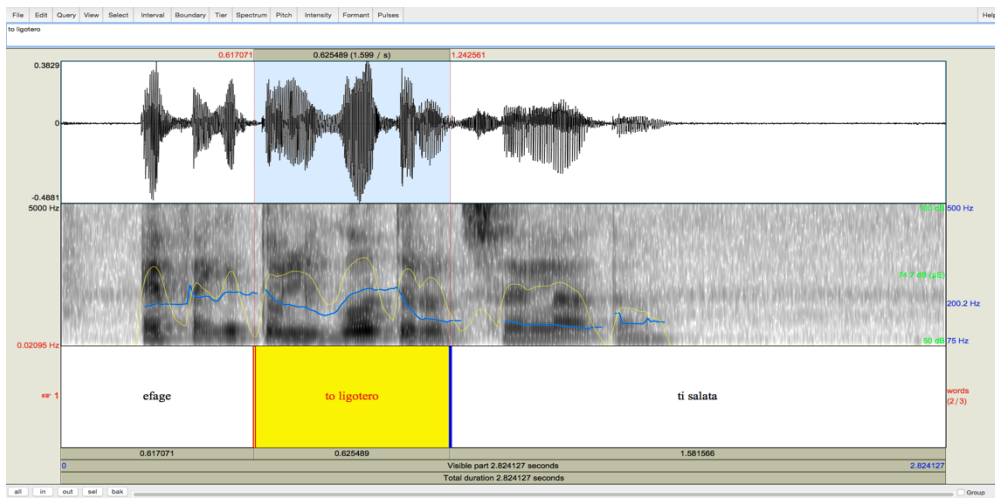 File Edit Query View Select Interval Boundary Tier Spectrum Pitch Intensity Formant Pulses Help
to ligotero
0.617071 0.625489 (1.599 / s) 1.242561
0.3829
0
-0.4881
5000 Hz 100 dB 500 Hz
74.7 dB (µE)
200.2 Hz
0.02095 Hz 50 dB 75 Hz
1 efage to ligotero ti salata words
(2/3)
0.617071 0.625489 1.581566
0 Visible part 2.824127 seconds 2.824127
Total duration 2.824127 seconds
all in out sel bak Group